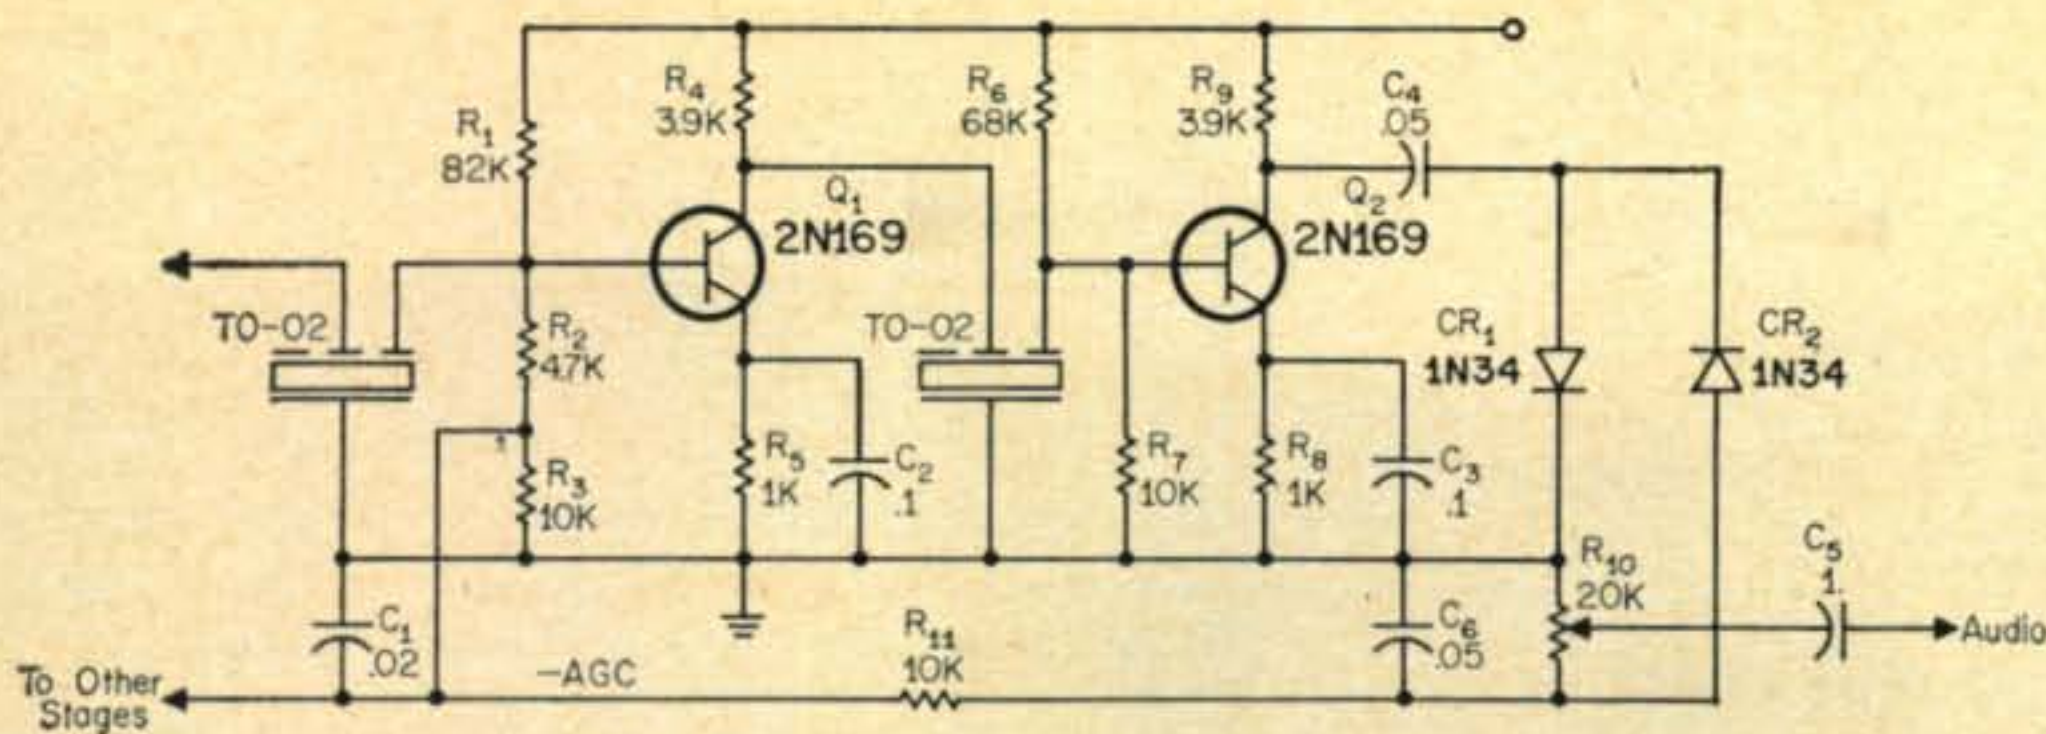 R1
82K
R4
3.9K
R6
68K
R9
3.9K
C4
.05
Q1
2N169
Q2
2N169
TO-02
R2
4.7K
TO-02
CR1
1N34
CR2
1N34
R3
10K
R5
1K
C2
.1
R7
10K
R8
1K
C3
.1
R10
20K
C5
.1
C1
.02
R11
10K
C6
.05
Audio
To Other
Stages
-AGC